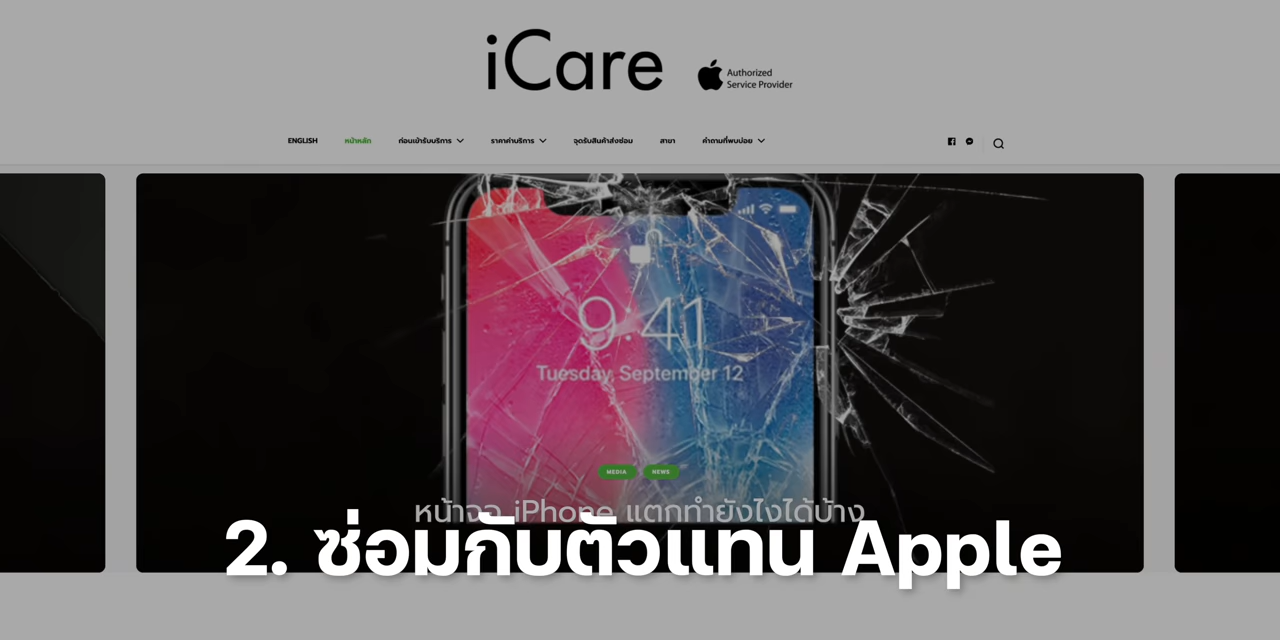 iCare
Authorized
Service Provider
ENGLISH หน้าหลัก ก่อนเข้ารับบริการ ราคาค่าบริการ จุดรับสินค้าส่งซ่อม สาขา คำถามที่พบบ่อย
9:41
Tuesday, September 12
MEDIA NEWS
หน้าจอ iPhone แตกทำยังไงได้บ้าง
2. ซ่อมกับตัวแทน Apple